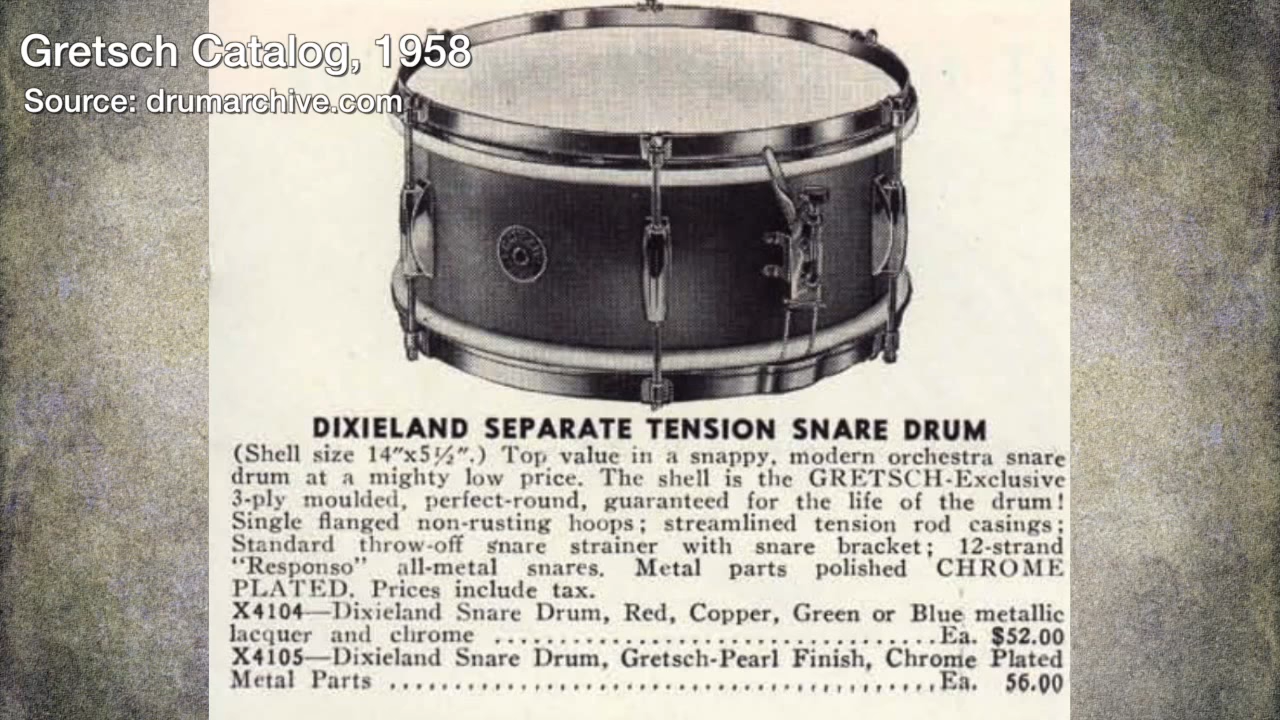 Gretsch Catalog, 1958
Source: drumarchive.com
DIXIELAND SEPARATE TENSION SNARE DRUM
(Shell size 14"x5½".) Top value in a snappy, modern orchestra snare
drum at a mighty low price. The shell is the GRETSCH-Exclusive
3-ply moulded, perfect-round, guaranteed for the life of the drum!
Single flanged non-rusting hoops; streamlined tension rod casings;
Standard throw-off snare strainer with snare bracket; 12-strand
"Responso" all-metal snares. Metal parts polished CHROME
PLATED. Prices include tax.
X4104—Dixieland Snare Drum, Red, Copper, Green or Blue metallic
lacquer and chrome ....................................Ea. $52.00
X4105—Dixieland Snare Drum, Gretsch-Pearl Finish, Chrome Plated
Metal Parts ................................................Ea. 56.00